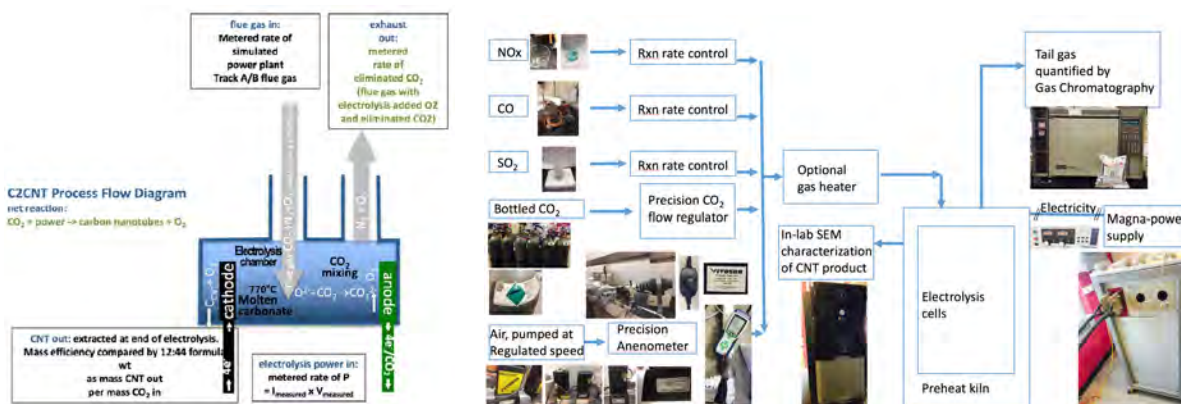 flue gas in:
Metered rate of
simulated
power plant
Track A/B flue gas
exhaust
out:
metered
rate of
eliminated CO₂
(flue gas with
electrolysis added O2
and eliminated CO2)
C2CNT Process Flow Diagram
net reaction:
CO₂ + power -> carbon nanotubes + O₂
Electrolysis
chamber
CO₂
mixing
770°C
Molten
carbonate
cathode
anode
4e⁻/CO₂
CNT out: extracted at end of electrolysis.
Mass efficiency compared by 12:44 formula
wt
as mass CNT out
per mass CO₂ in
electrolysis power in:
metered rate of P
= I measured x V measured
NOx
Rxn rate control
CO
Rxn rate control
SO₂
Rxn rate control
Bottled CO₂
Precision CO₂
flow regulator
Air, pumped at
Regulated speed
Precision
Anenometer
Optional
gas heater
In-lab SEM
characterization
of CNT product
Tail gas
quantified by
Gas Chromatography
Electricity
Magna-power
supply
Electrolysis
cells
Preheat kiln